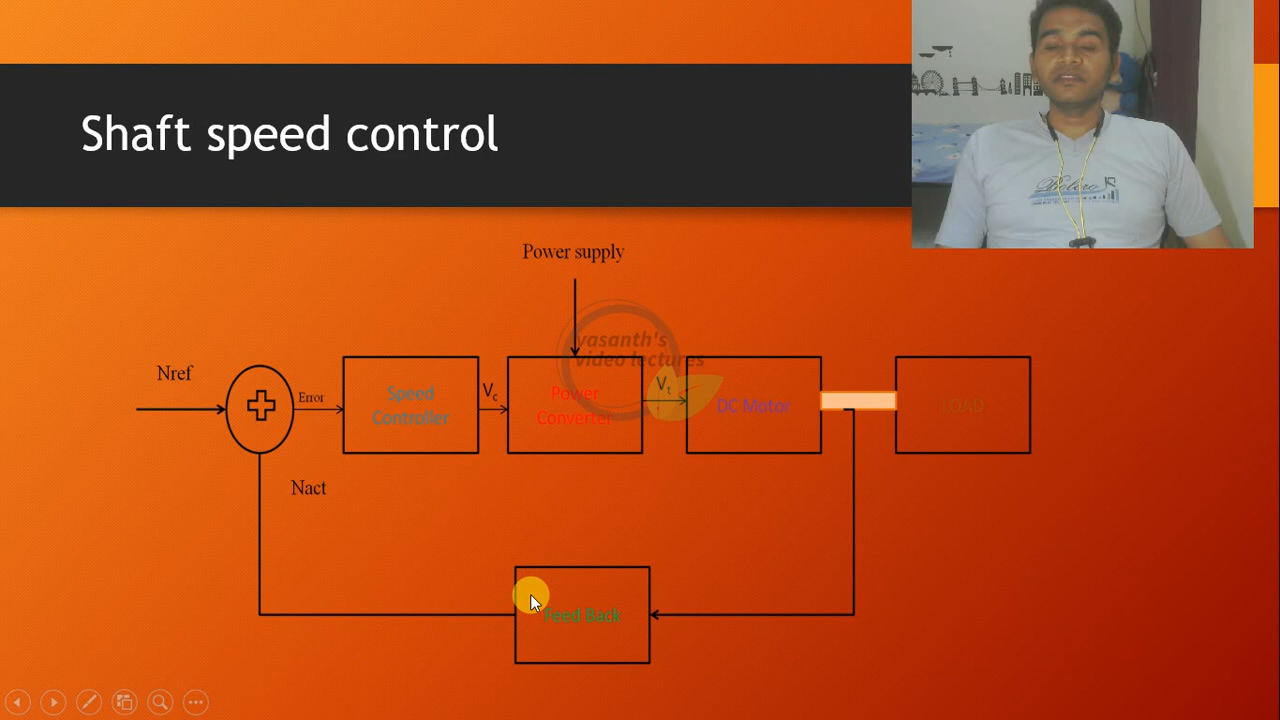 Shaft speed control
Power supply
vasanth's
video lectures
Nref
Error
Speed
Controller
Vc
Power
Converter
Vt
DC Motor
LOAD
Nact
Feed Back